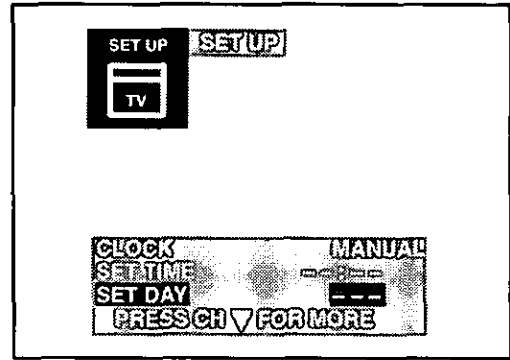 SET UP SET UP
TV
CLOCK MANUAL
SET TIME --:--
SET DAY ---
PRESS CH ▽ FOR MORE